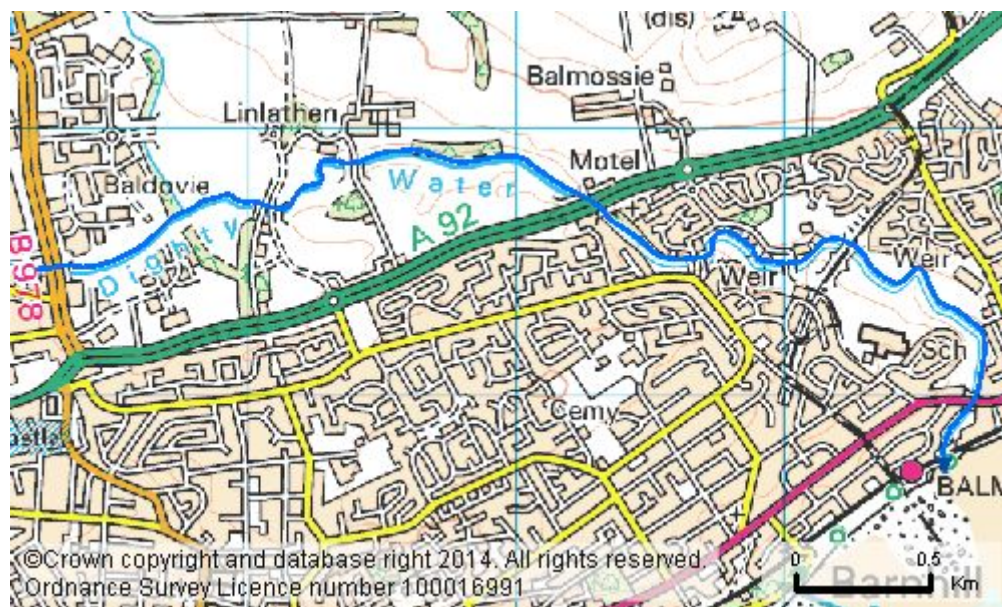 (dis)
Balmossie
Linlathen
Motel
Baldovie
Water
Dighty
A 92
B 978
Weir
Weir
Sch
Cemy
BALM
Barnhill
0 0.5
Km
©Crown copyright and database right 2014. All rights reserved.
Ordnance Survey Licence number 100016991